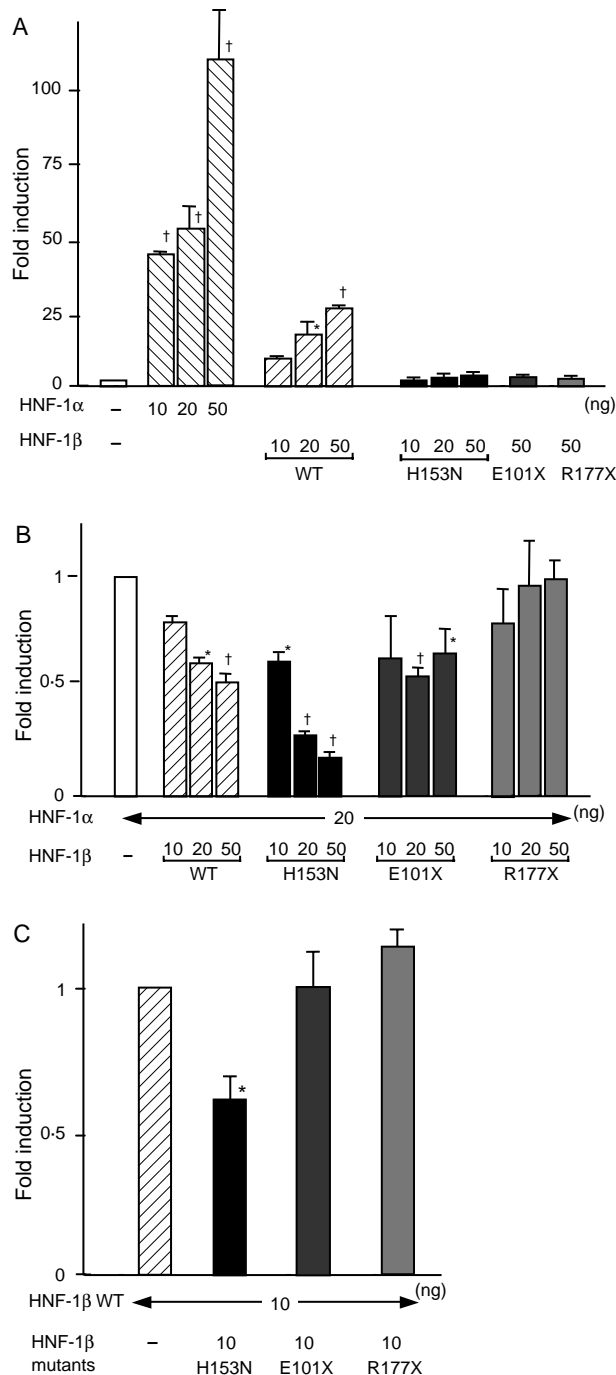 A
Fold induction
100
75
50
25
0
†
†
†
*
†
HNF-1α – 10 20 50 (ng)
HNF-1β – 10 20 50 10 20 50 50 50
WT H153N E101X R177X
B
Fold induction
1
0·5
0
*
†
*
†
†
†
*
HNF-1α 20 (ng)
HNF-1β – 10 20 50 10 20 50 10 20 50 10 20 50
WT H153N E101X R177X
C
Fold induction
1
0·5
0
*
HNF-1β WT 10 (ng)
HNF-1β – 10 10 10
mutants H153N E101X R177X